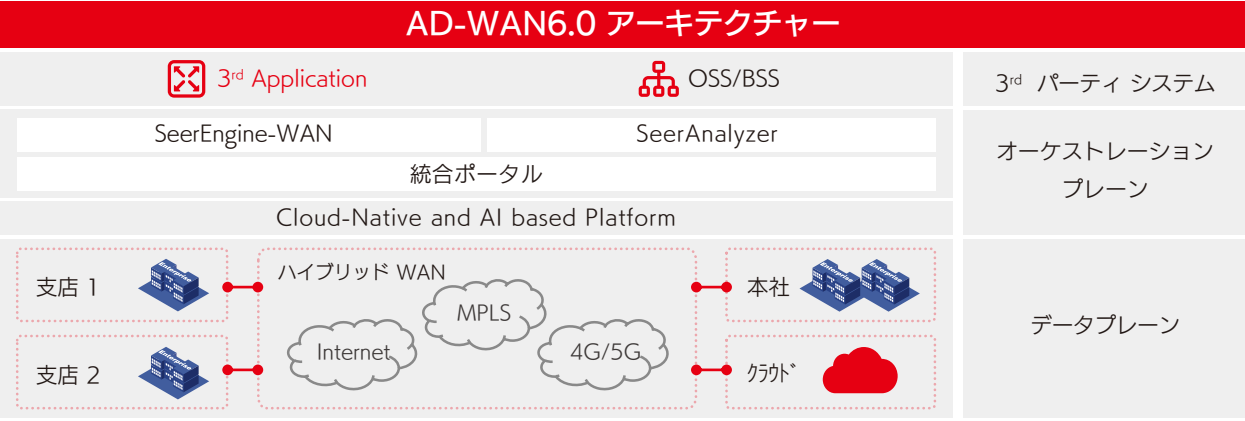 AD-WAN6.0 アーキテクチャー
3rd Application
OSS/BSS
3rd パーティ システム
SeerEngine-WAN
SeerAnalyzer
統合ポータル
オーケストレーション
プレーン
Cloud-Native and AI based Platform
支店 1
Enterprise
ハイブリッド WAN
MPLS
Internet
4G/5G
本社
Enterprise
Enterprise
支店 2
Enterprise
クラウド
データプレーン